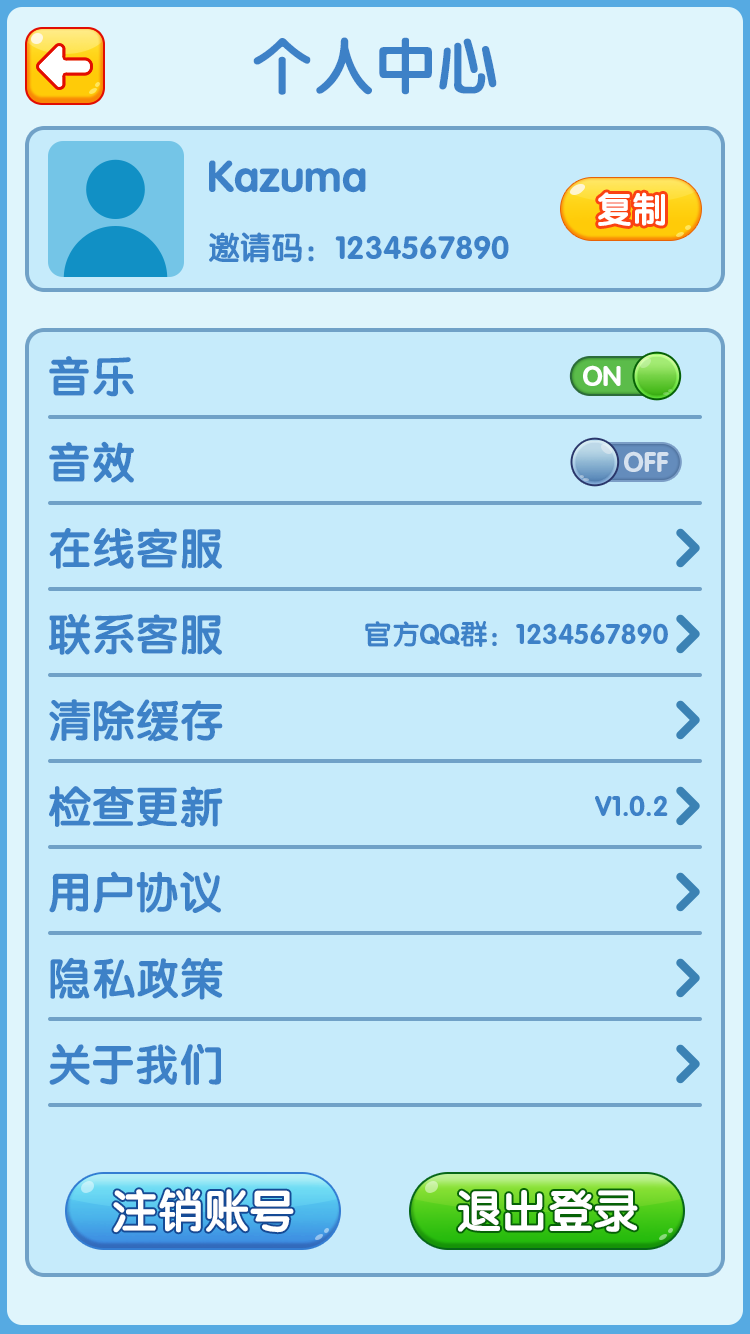 个人中心
Kazuma
复制
邀请码：1234567890
音乐 ON
音效 OFF
在线客服
联系客服 官方QQ群：1234567890
清除缓存
检查更新 V1.0.2
用户协议
隐私政策
关于我们
注销账号 退出登录